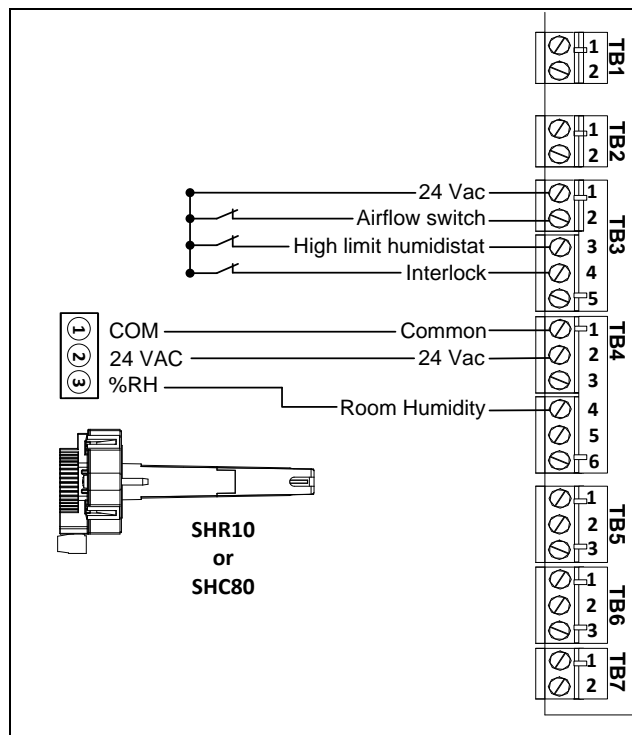 1
2
TB1
1
2
TB2
24 Vac
1
Airflow switch
2
High limit humidistat
3
Interlock
4
5
TB3
1 COM
Common
1
2 24 VAC
24 Vac
2
3 %RH
3
Room Humidity
4
5
6
TB4
SHR10
or
SHC80
1
2
3
TB5
1
2
3
TB6
1
2
TB7